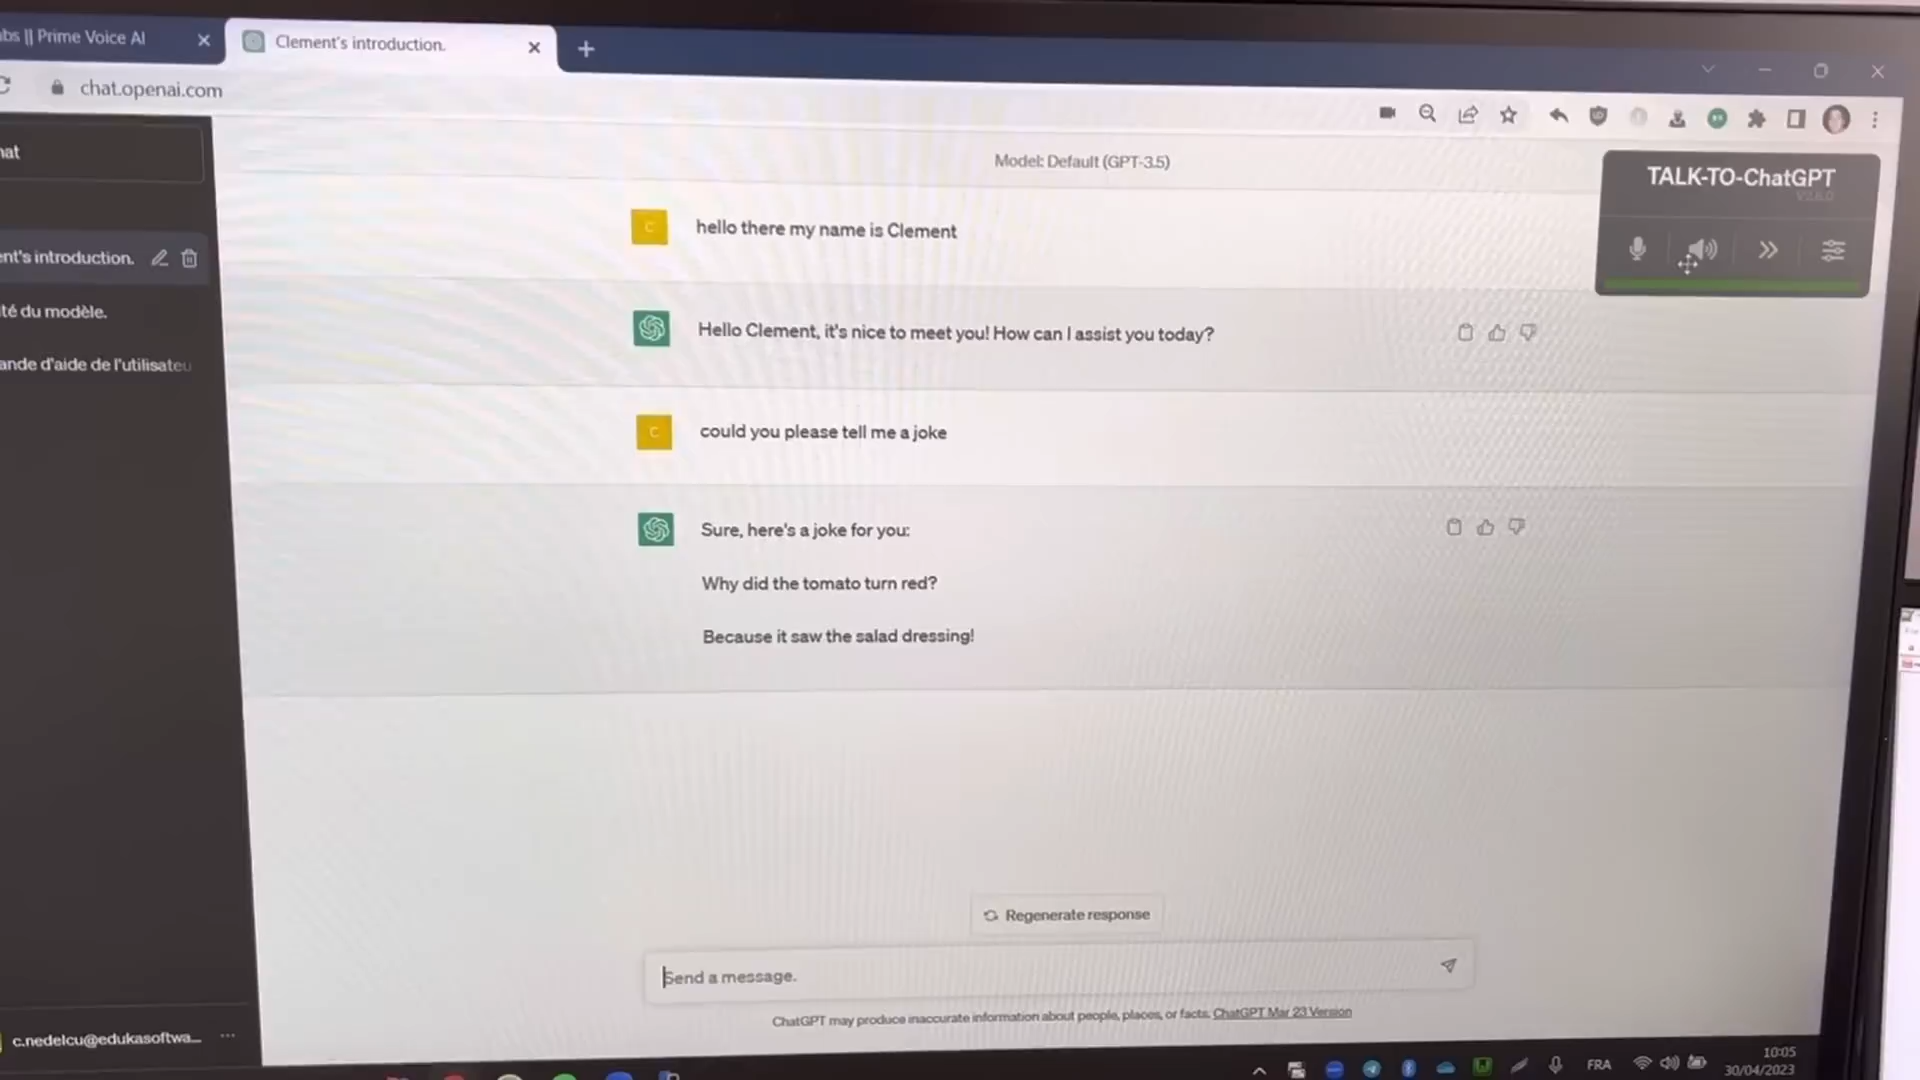 bs || Prime Voice AI
Clement's introduction.
chat.openai.com
hat
Model: Default (GPT-3.5)
TALK-TO-ChatGPT
V2.6.0
C
hello there my name is Clement
ent's introduction.
té du modèle.
ande d'aide de l'utilisateu
Hello Clement, it's nice to meet you! How can I assist you today?
C
could you please tell me a joke
Sure, here's a joke for you:
Why did the tomato turn red?
Because it saw the salad dressing!
Regenerate response
Send a message.
ChatGPT may produce inaccurate information about people, places, or facts. ChatGPT Mar 23 Version
c.nedelcu@edukasoftwa...
FRA
10:05
30/04/2023